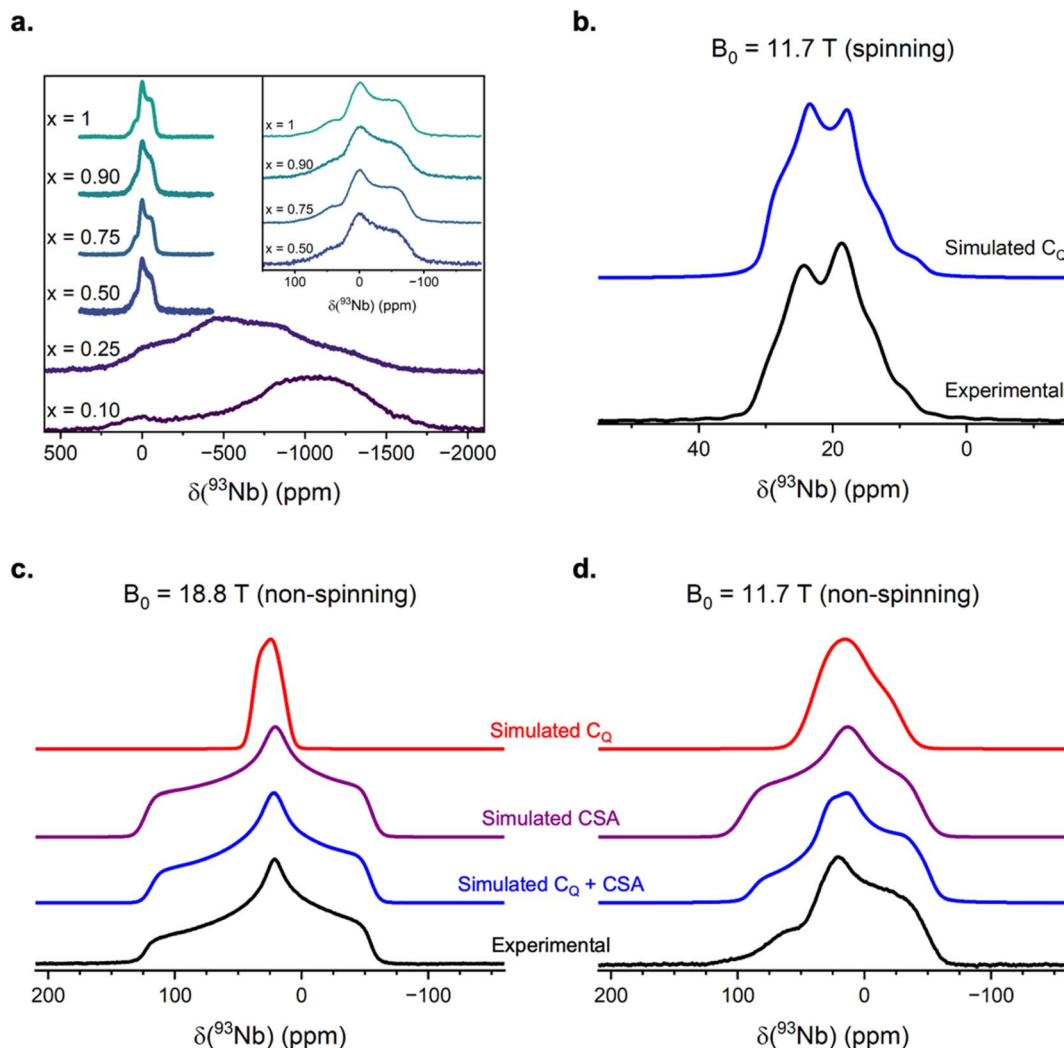 a.
x = 1
x = 0.90
x = 0.75
x = 0.50
x = 0.25
x = 0.10
500 0 −500 −1000 −1500 −2000
δ(⁹³Nb) (ppm)
x = 1
x = 0.90
x = 0.75
x = 0.50
100 0 −100
δ(⁹³Nb) (ppm)
b.
B₀ = 11.7 T (spinning)
Simulated C_Q
Experimental
40 20 0
δ(⁹³Nb) (ppm)
c.
B₀ = 18.8 T (non-spinning)
d.
B₀ = 11.7 T (non-spinning)
Simulated C_Q
Simulated CSA
Simulated C_Q + CSA
Experimental
200 100 0 −100
δ(⁹³Nb) (ppm)
200 100 0 −100
δ(⁹³Nb) (ppm)